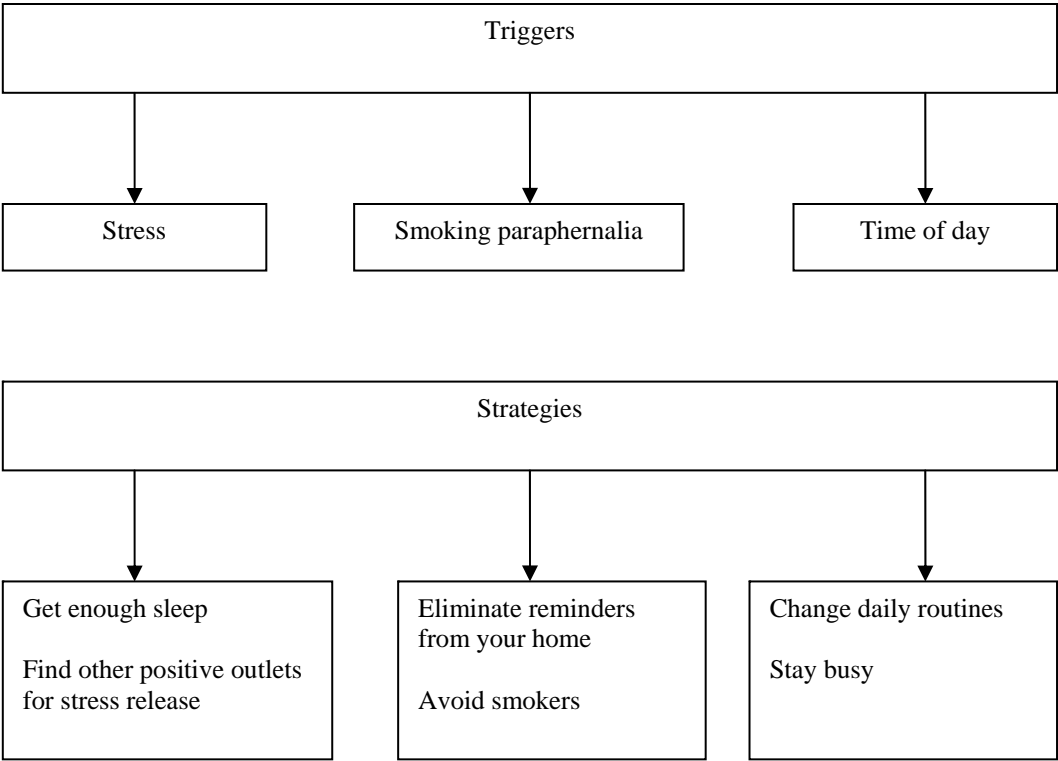 Triggers
Stress
Smoking paraphernalia
Time of day
Strategies
Get enough sleep
Find other positive outlets
for stress release
Eliminate reminders
from your home
Avoid smokers
Change daily routines
Stay busy